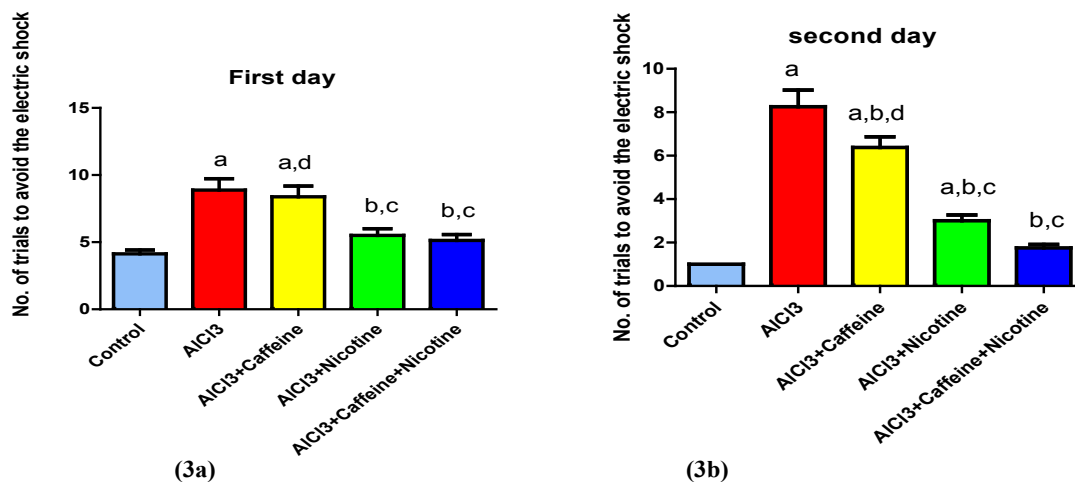 First day
No. of trials to avoid the electric shock
15
10
5
0
a
a,d
b,c
b,c
Control
AlCl3
AlCl3+Caffeine
AlCl3+Nicotine
AlCl3+Caffeine+Nicotine
(3a)
second day
No. of trials to avoid the electric shock
10
8
6
4
2
0
a
a,b,d
a,b,c
b,c
Control
AlCl3
AlCl3+Caffeine
AlCl3+Nicotine
AlCl3+Caffeine+Nicotine
(3b)